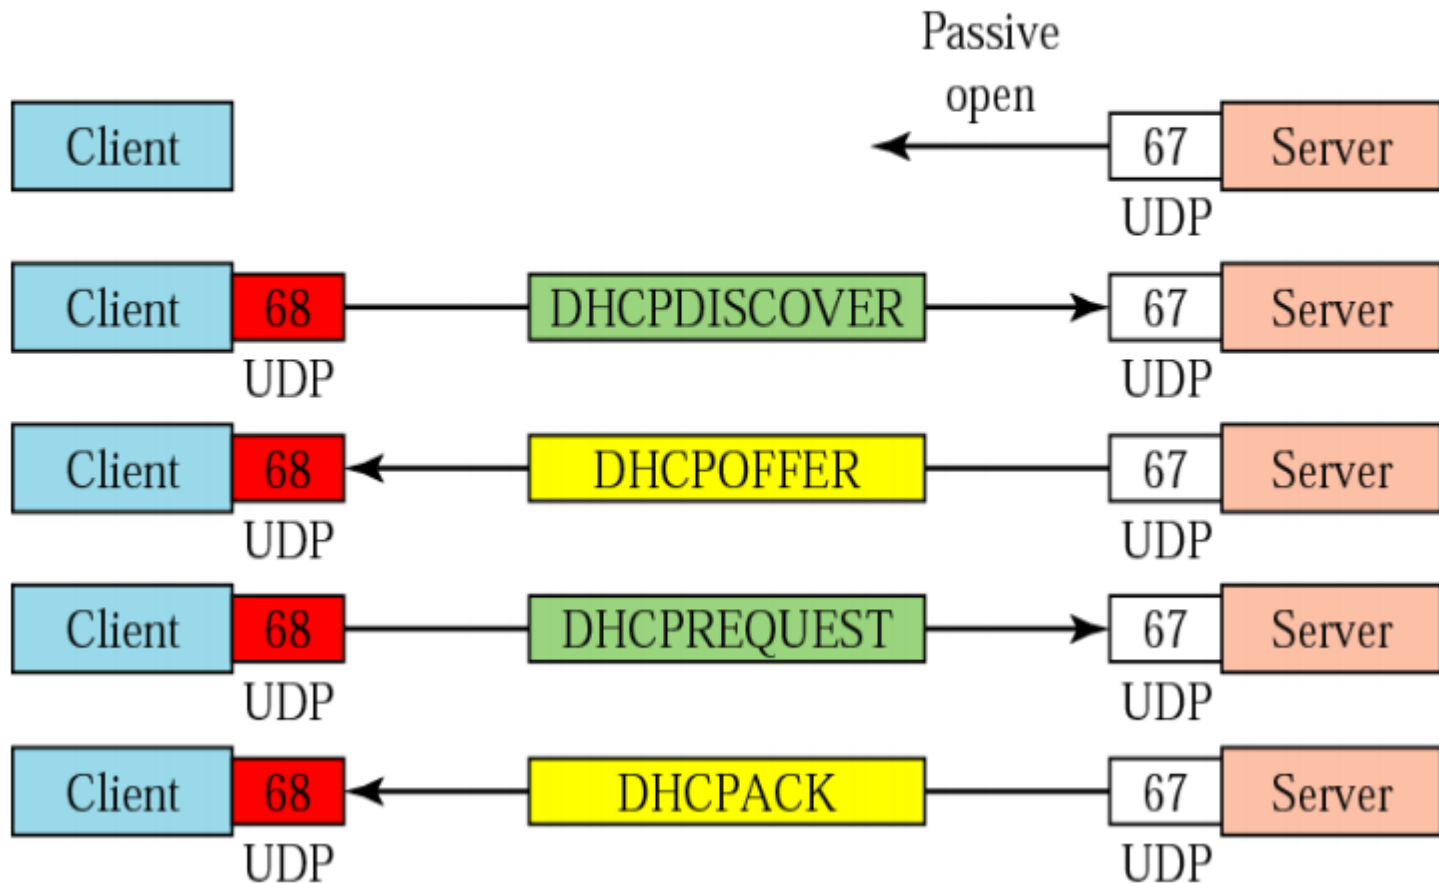 Passive
open
Client 67 Server
UDP
Client 68 DHCPDISCOVER 67 Server
UDP UDP
Client 68 DHCPOFFER 67 Server
UDP UDP
Client 68 DHCPREQUEST 67 Server
UDP UDP
Client 68 DHCPACK 67 Server
UDP UDP